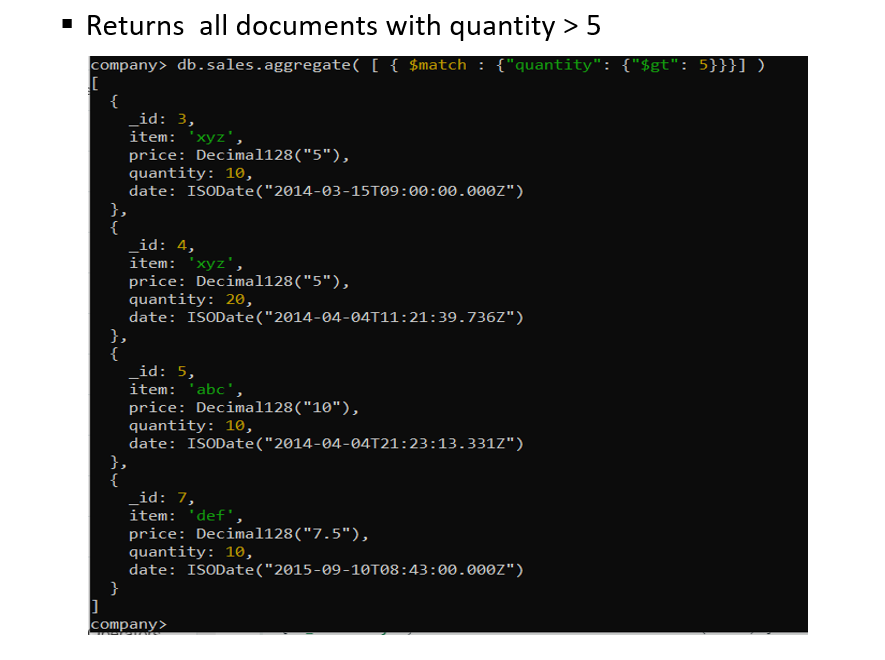 ▪ Returns all documents with quantity > 5
company> db.sales.aggregate( [ { $match : {"quantity": {"$gt": 5}}}] )
[
{
_id: 3,
item: 'xyz',
price: Decimal128("5"),
quantity: 10,
date: ISODate("2014-03-15T09:00:00.000Z")
},
{
_id: 4,
item: 'xyz',
price: Decimal128("5"),
quantity: 20,
date: ISODate("2014-04-04T11:21:39.736Z")
},
{
_id: 5,
item: 'abc',
price: Decimal128("10"),
quantity: 10,
date: ISODate("2014-04-04T21:23:13.331Z")
},
{
_id: 7,
item: 'def',
price: Decimal128("7.5"),
quantity: 10,
date: ISODate("2015-09-10T08:43:00.000Z")
}
]
company>